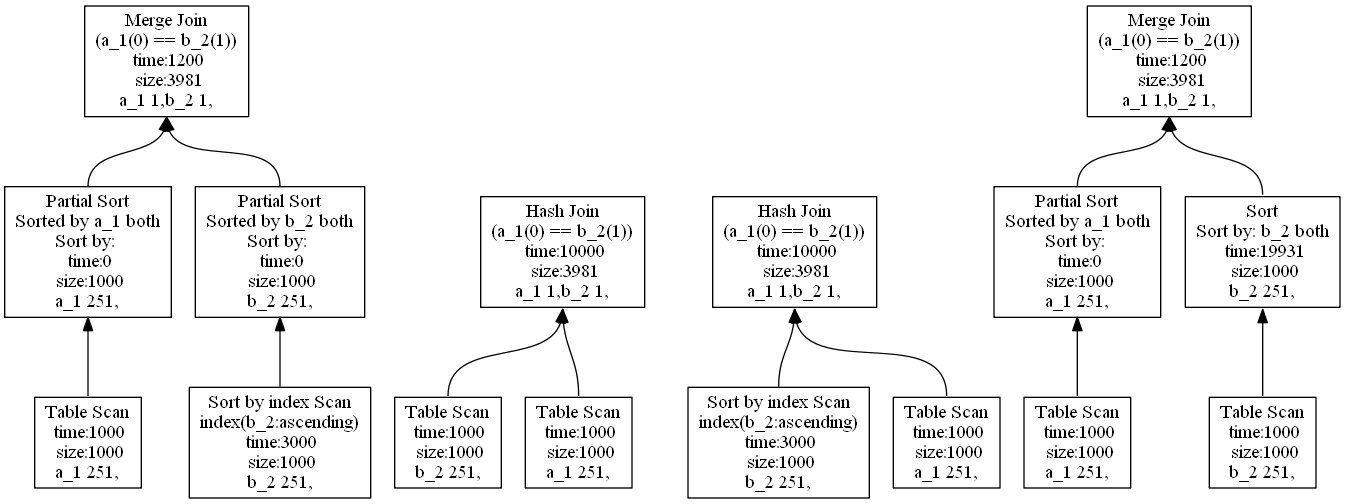 Merge Join
(a_1(0) == b_2(1))
time:1200
size:3981
a_1 1,b_2 1,
Merge Join
(a_1(0) == b_2(1))
time:1200
size:3981
a_1 1,b_2 1,
Partial Sort
Sorted by a_1 both
Sort by:
time:0
size:1000
a_1 251,
Partial Sort
Sorted by b_2 both
Sort by:
time:0
size:1000
b_2 251,
Hash Join
(a_1(0) == b_2(1))
time:10000
size:3981
a_1 1,b_2 1,
Hash Join
(a_1(0) == b_2(1))
time:10000
size:3981
a_1 1,b_2 1,
Partial Sort
Sorted by a_1 both
Sort by:
time:0
size:1000
a_1 251,
Sort
Sort by: b_2 both
time:19931
size:1000
b_2 251,
Table Scan
time:1000
size:1000
a_1 251,
Sort by index Scan
index(b_2:ascending)
time:3000
size:1000
b_2 251,
Table Scan
time:1000
size:1000
b_2 251,
Table Scan
time:1000
size:1000
a_1 251,
Sort by index Scan
index(b_2:ascending)
time:3000
size:1000
b_2 251,
Table Scan
time:1000
size:1000
a_1 251,
Table Scan
time:1000
size:1000
a_1 251,
Table Scan
time:1000
size:1000
b_2 251,